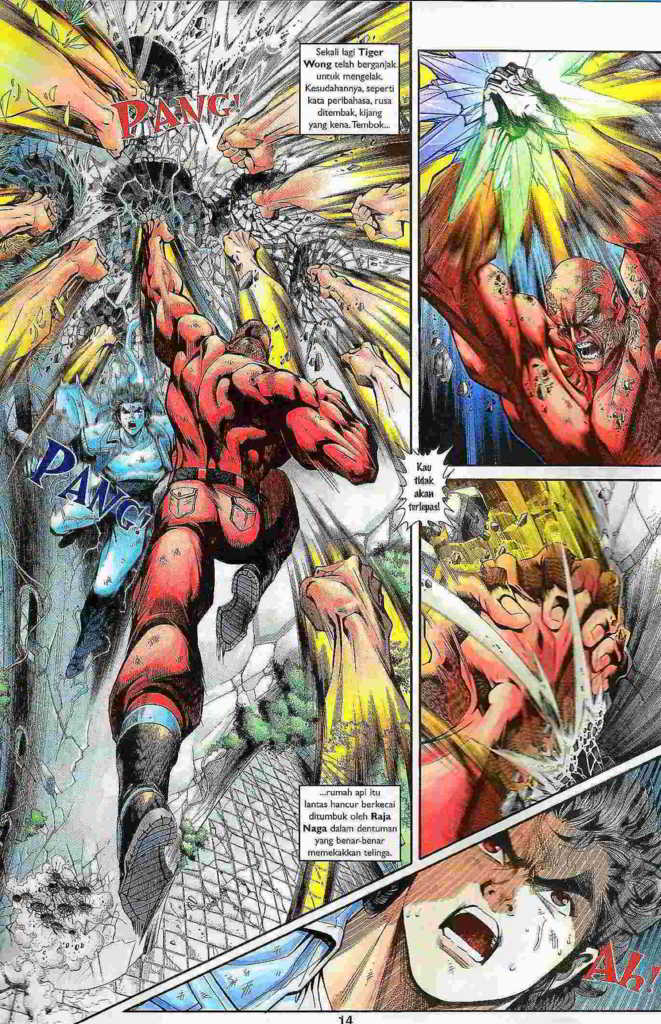 Sekali lagi Tiger
Wong telah berganjak
untuk mengelak.
Kesudahannya, seperti
kata peribahasa, rusa
ditembak, kijang
yang kena. Tembok...
PANG!
PANG!
Kau
tidak
akan
terlepas!
...rumah api itu
lantas hancur berkecai
ditumbuk oleh Raja
Naga dalam dentuman
yang benar-benar
memekakkan telinga.
Ah!
14